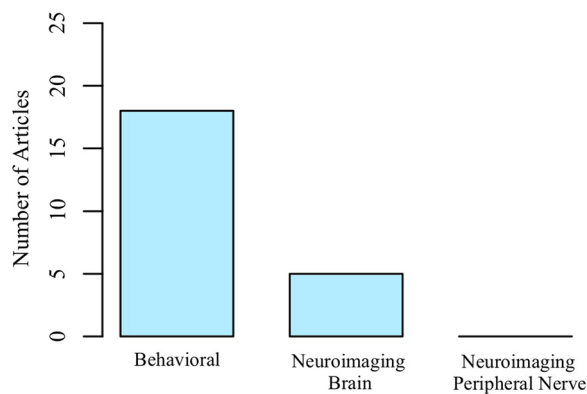 Number of Articles
25
20
15
10
5
0
Behavioral
Neuroimaging
Brain
Neuroimaging
Peripheral Nerve